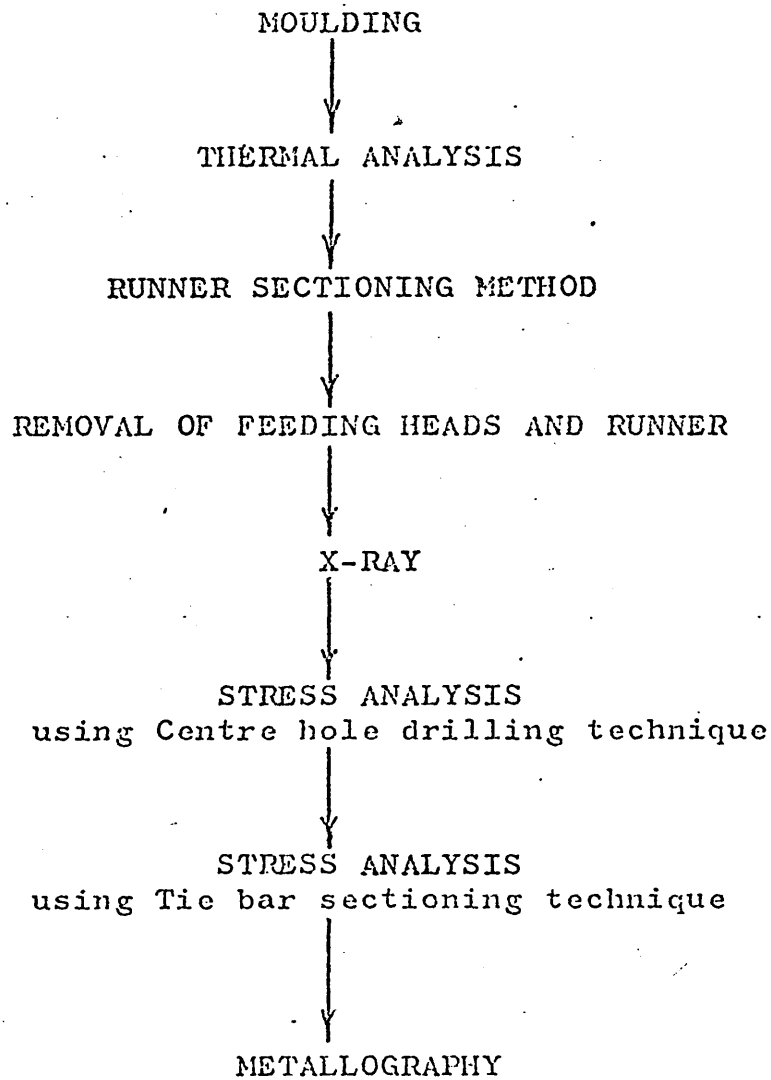 MOULDING
THERMAL ANALYSIS
RUNNER SECTIONING METHOD
REMOVAL OF FEEDING HEADS AND RUNNER
X-RAY
STRESS ANALYSIS
using Centre hole drilling technique
STRESS ANALYSIS
using Tie bar sectioning technique
METALLOGRAPHY